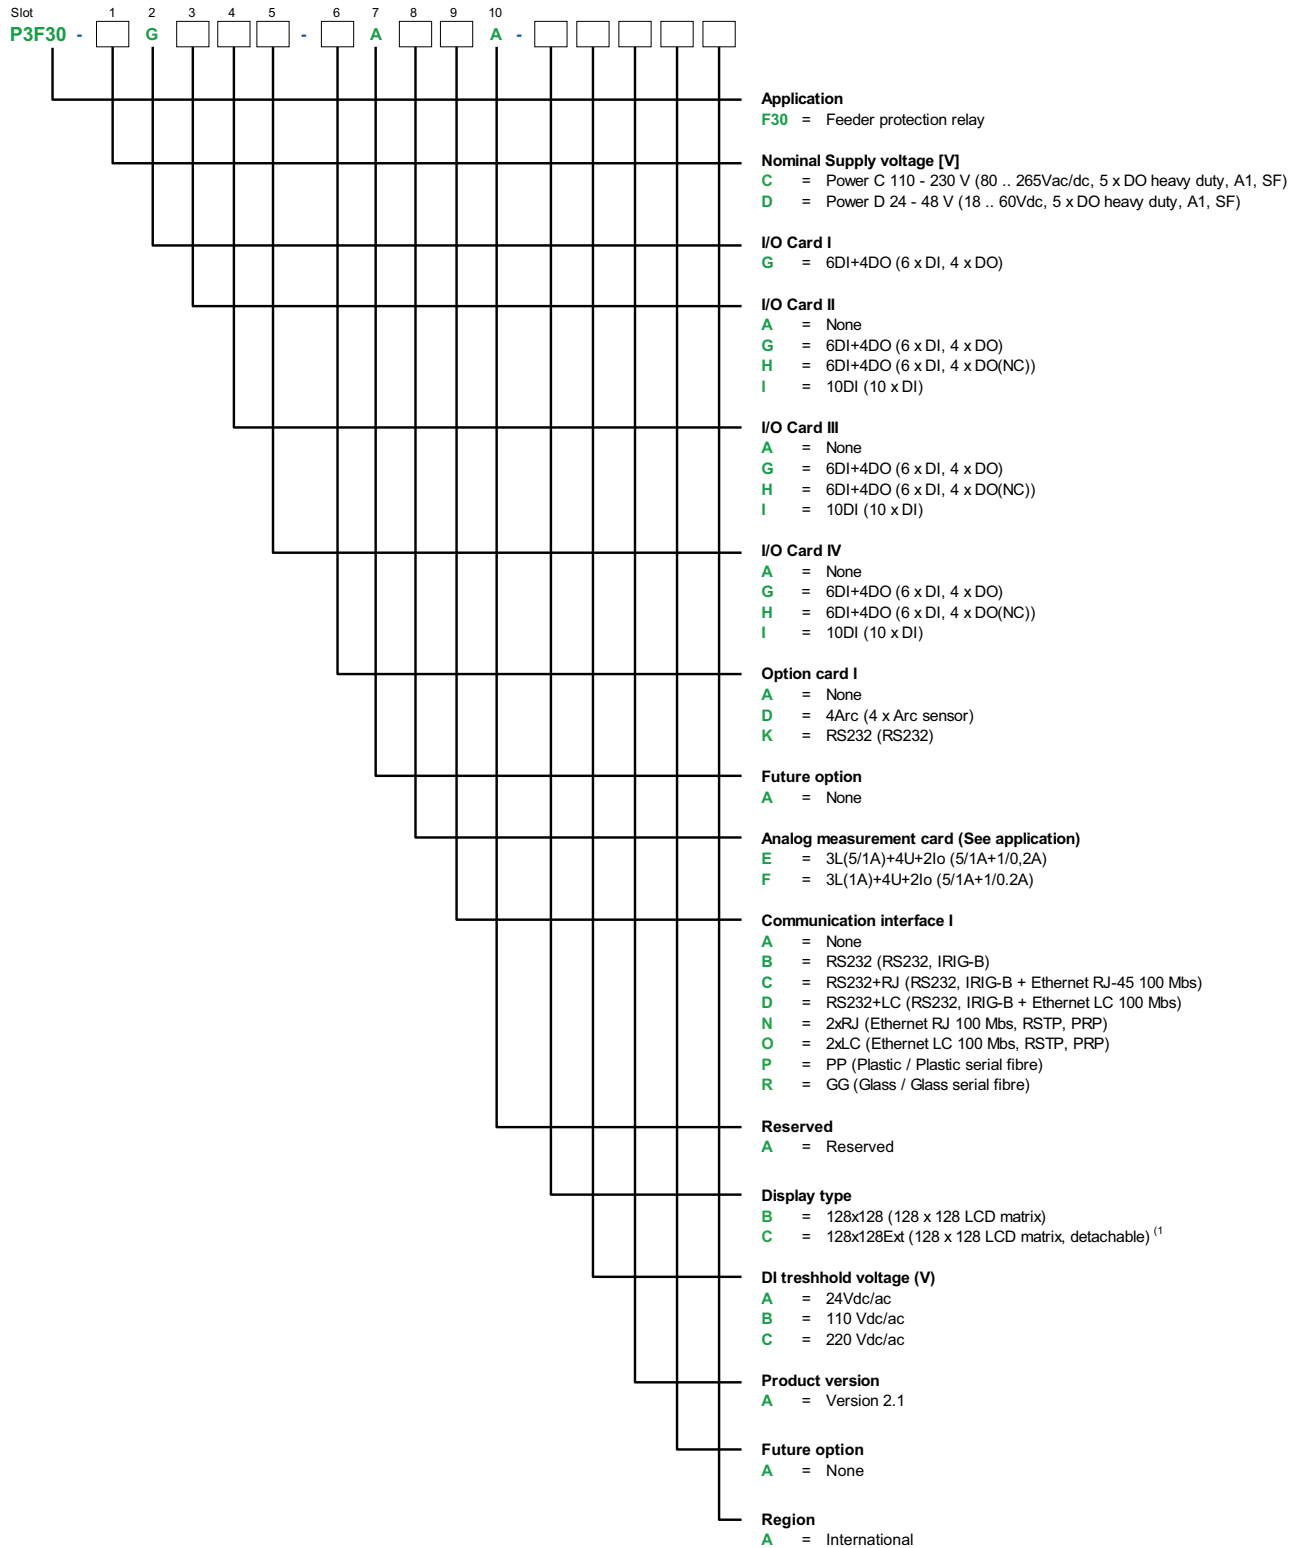 Slot 1 2 3 4 5 6 7 8 9 10
P3F30 - G - A A -
Application
F30 = Feeder protection relay
Nominal Supply voltage [V]
C = Power C 110 - 230 V (80 .. 265Vac/dc, 5 x DO heavy duty, A1, SF)
D = Power D 24 - 48 V (18 .. 60Vdc, 5 x DO heavy duty, A1, SF)
I/O Card I
G = 6DI+4DO (6 x DI, 4 x DO)
I/O Card II
A = None
G = 6DI+4DO (6 x DI, 4 x DO)
H = 6DI+4DO (6 x DI, 4 x DO(NC))
I = 10DI (10 x DI)
I/O Card III
A = None
G = 6DI+4DO (6 x DI, 4 x DO)
H = 6DI+4DO (6 x DI, 4 x DO(NC))
I = 10DI (10 x DI)
I/O Card IV
A = None
G = 6DI+4DO (6 x DI, 4 x DO)
H = 6DI+4DO (6 x DI, 4 x DO(NC))
I = 10DI (10 x DI)
Option card I
A = None
D = 4Arc (4 x Arc sensor)
K = RS232 (RS232)
Future option
A = None
Analog measurement card (See application)
E = 3L(5/1A)+4U+2Io (5/1A+1/0,2A)
F = 3L(1A)+4U+2Io (5/1A+1/0.2A)
Communication interface I
A = None
B = RS232 (RS232, IRIG-B)
C = RS232+RJ (RS232, IRIG-B + Ethernet RJ-45 100 Mbs)
D = RS232+LC (RS232, IRIG-B + Ethernet LC 100 Mbs)
N = 2xRJ (Ethernet RJ 100 Mbs, RSTP, PRP)
O = 2xLC (Ethernet LC 100 Mbs, RSTP, PRP)
P = PP (Plastic / Plastic serial fibre)
R = GG (Glass / Glass serial fibre)
Reserved
A = Reserved
Display type
B = 128x128 (128 x 128 LCD matrix)
C = 128x128Ext (128 x 128 LCD matrix, detachable) (1
DI treshhold voltage (V)
A = 24Vdc/ac
B = 110 Vdc/ac
C = 220 Vdc/ac
Product version
A = Version 2.1
Future option
A = None
Region
A = International